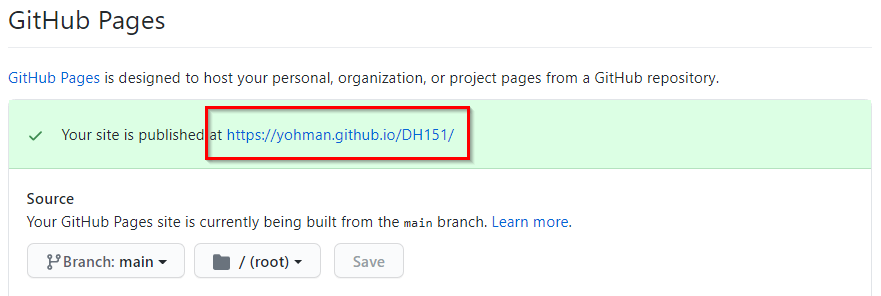 GitHub Pages
GitHub Pages is designed to host your personal, organization, or project pages from a GitHub repository.
Your site is published at https://yohman.github.io/DH151/
Source
Your GitHub Pages site is currently being built from the main branch. Learn more.
Branch: main / (root) Save